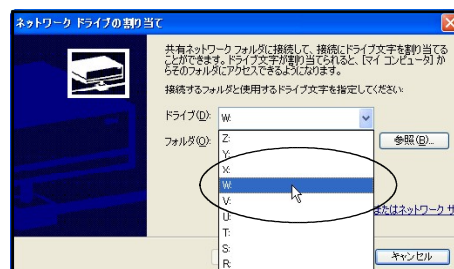 ネットワーク ドライブの割り当て
共有ネットワーク フォルダに接続して、接続にドライブ文字を割り当てる
ことができます。ドライブ文字が割り当てられると、[マイ コンピュータ] か
らそのフォルダにアクセスできるようになります。
接続するフォルダと使用するドライブ文字を指定してください:
ドライブ(D): W:
フォルダ(O): Z: 参照(B)...
Y:
X:
W:
V:
U: またはネットワーク サ
T:
S: キャンセル
R: